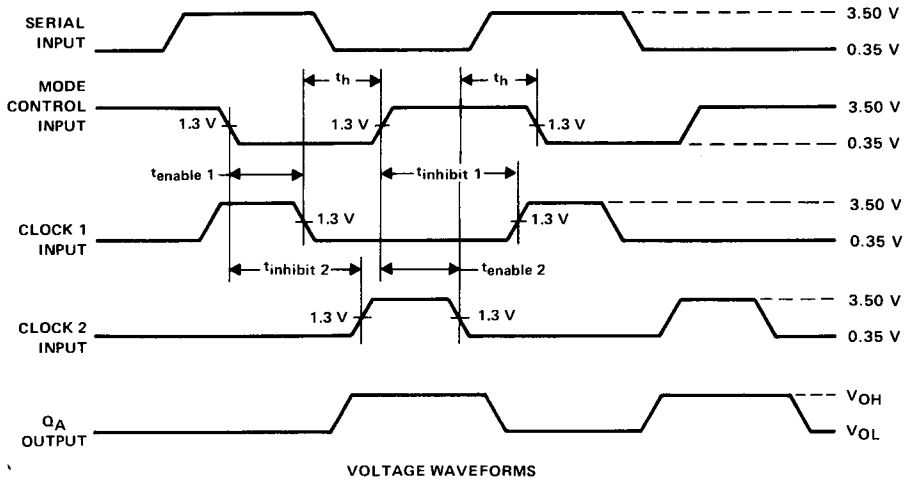 SERIAL
INPUT
3.50 V
0.35 V
MODE
CONTROL
INPUT
th
th
1.3 V
1.3 V
1.3 V
3.50 V
0.35 V
tenable 1
tinhibit 1
CLOCK 1
INPUT
1.3 V
1.3 V
3.50 V
0.35 V
tinhibit 2
tenable 2
CLOCK 2
INPUT
1.3 V
1.3 V
3.50 V
0.35 V
QA
OUTPUT
VOH
VOL
VOLTAGE WAVEFORMS